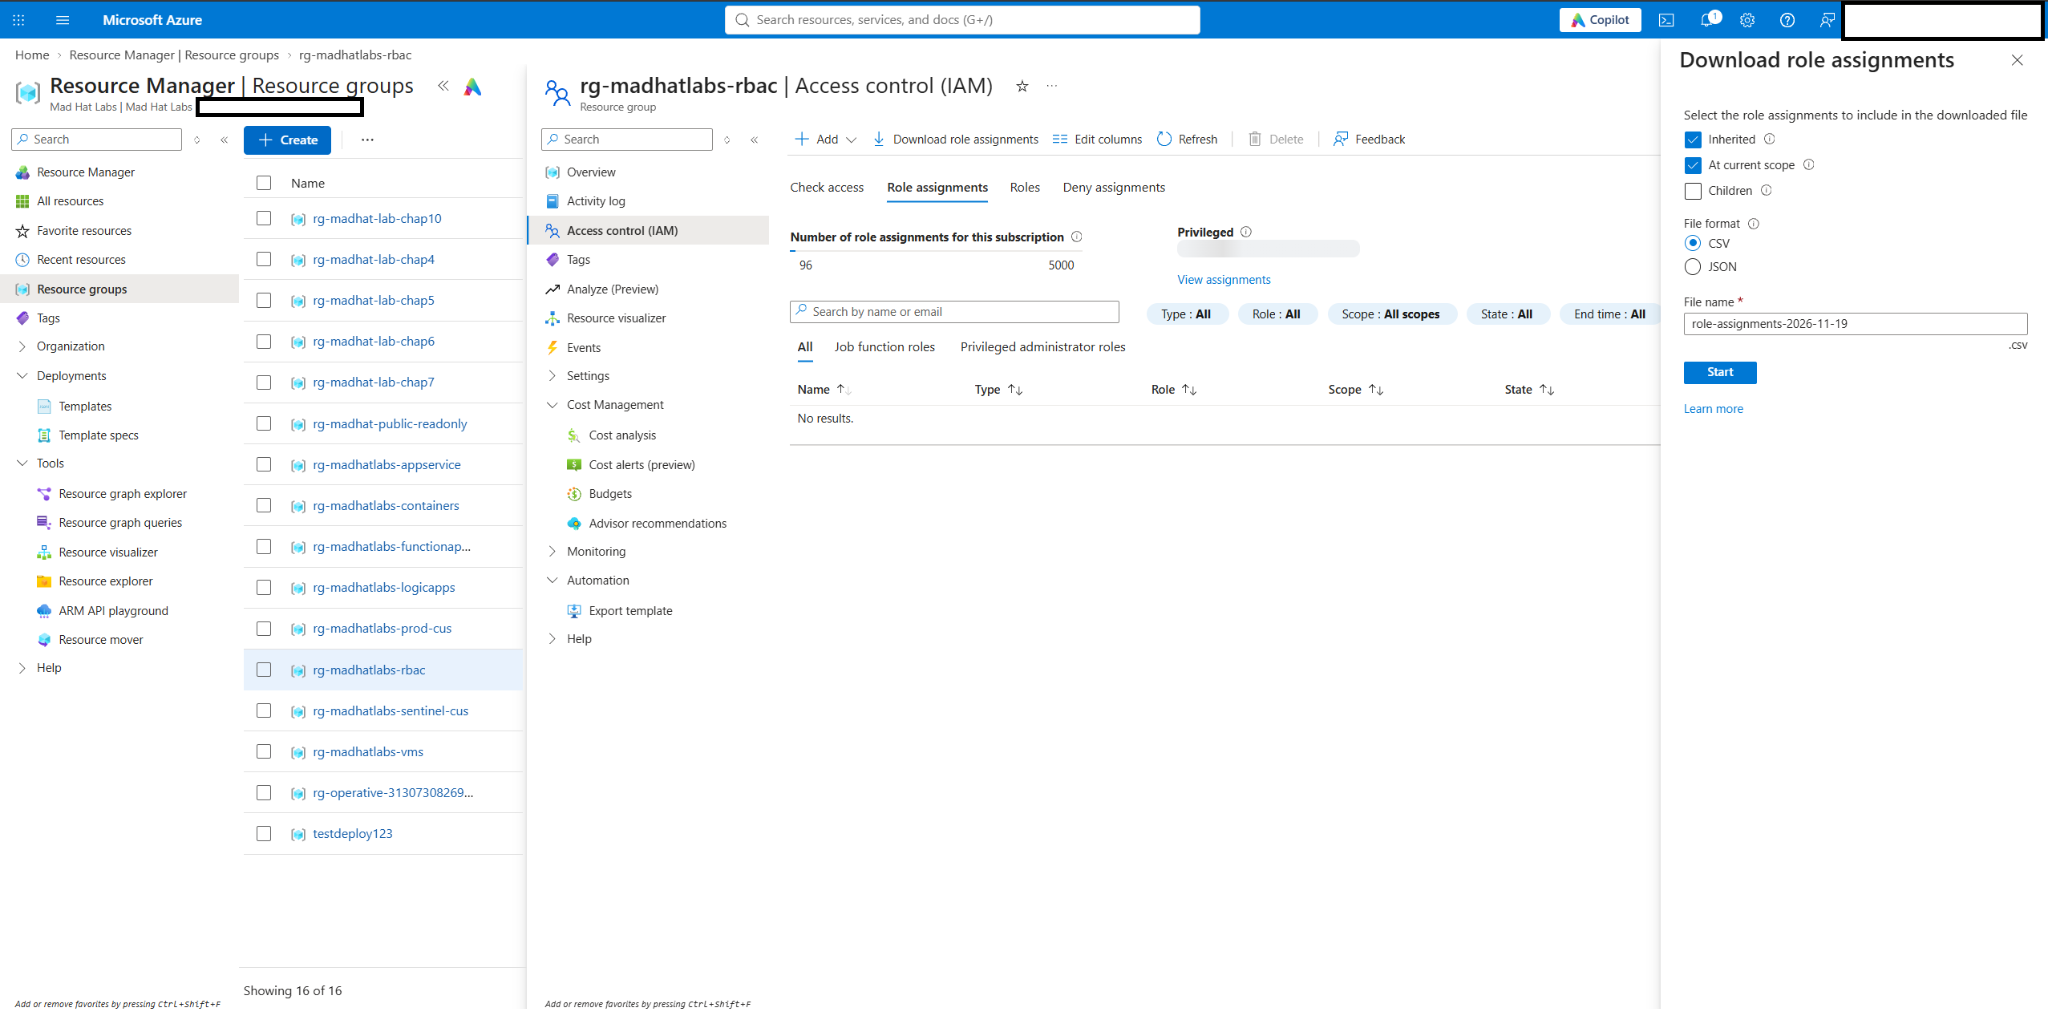 Microsoft Azure
Search resources, services, and docs (G+/)
Copilot
1
Home > Resource Manager | Resource groups > rg-madhatlabs-rbac
Resource Manager | Resource groups
Mad Hat Labs | Mad Hat Labs
Search
Resource Manager
All resources
Favorite resources
Recent resources
Resource groups
Tags
Organization
Deployments
Templates
Template specs
Tools
Resource graph explorer
Resource graph queries
Resource visualizer
Resource explorer
ARM API playground
Resource mover
Help
Add or remove favorites by pressing Ctrl+Shift+F
Create
Name
rg-madhat-lab-chap10
rg-madhat-lab-chap4
rg-madhat-lab-chap5
rg-madhat-lab-chap6
rg-madhat-lab-chap7
rg-madhat-public-readonly
rg-madhatlabs-appservice
rg-madhatlabs-containers
rg-madhatlabs-functionap...
rg-madhatlabs-logicapps
rg-madhatlabs-prod-cus
rg-madhatlabs-rbac
rg-madhatlabs-sentinel-cus
rg-madhatlabs-vms
rg-operative-31307308269...
testdeploy123
Showing 16 of 16
rg-madhatlabs-rbac | Access control (IAM)
Resource group
Search
Overview
Activity log
Access control (IAM)
Tags
Analyze (Preview)
Resource visualizer
Events
Settings
Cost Management
Cost analysis
Cost alerts (preview)
Budgets
Advisor recommendations
Monitoring
Automation
Export template
Help
Add or remove favorites by pressing Ctrl+Shift+F
Add Download role assignments Edit columns Refresh Delete Feedback
Check access Role assignments Roles Deny assignments
Number of role assignments for this subscription
96 5000
Privileged
View assignments
Search by name or email
Type : All Role : All Scope : All scopes State : All End time : All
All Job function roles Privileged administrator roles
Name Type Role Scope State
No results.
Download role assignments
Select the role assignments to include in the downloaded file
Inherited
At current scope
Children
File format
CSV
JSON
File name *
role-assignments-2026-11-19
.csv
Start
Learn more